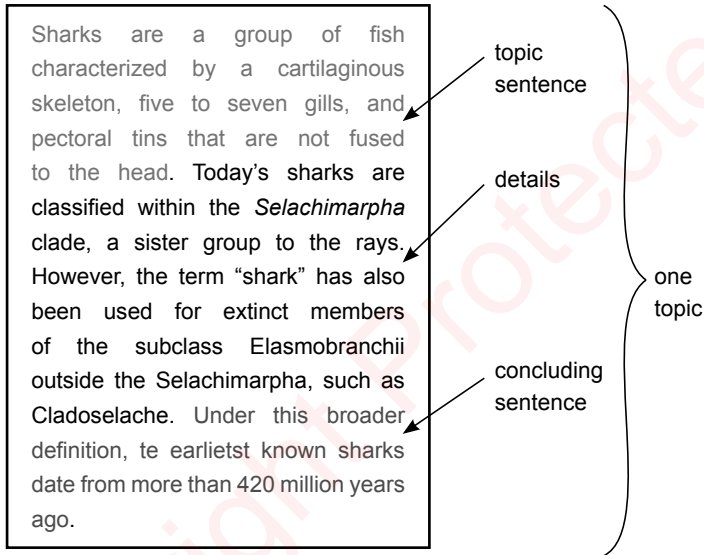 Sharks are a group of fish
characterized by a cartilaginous
skeleton, five to seven gills, and
pectoral tins that are not fused
to the head. Today's sharks are
classified within the Selachimarpha
clade, a sister group to the rays.
However, the term “shark” has also
been used for extinct members
of the subclass Elasmobranchii
outside the Selachimarpha, such as
Cladoselache. Under this broader
definition, te earlietst known sharks
date from more than 420 million years
ago.
topic
sentence
details
concluding
sentence
one
topic